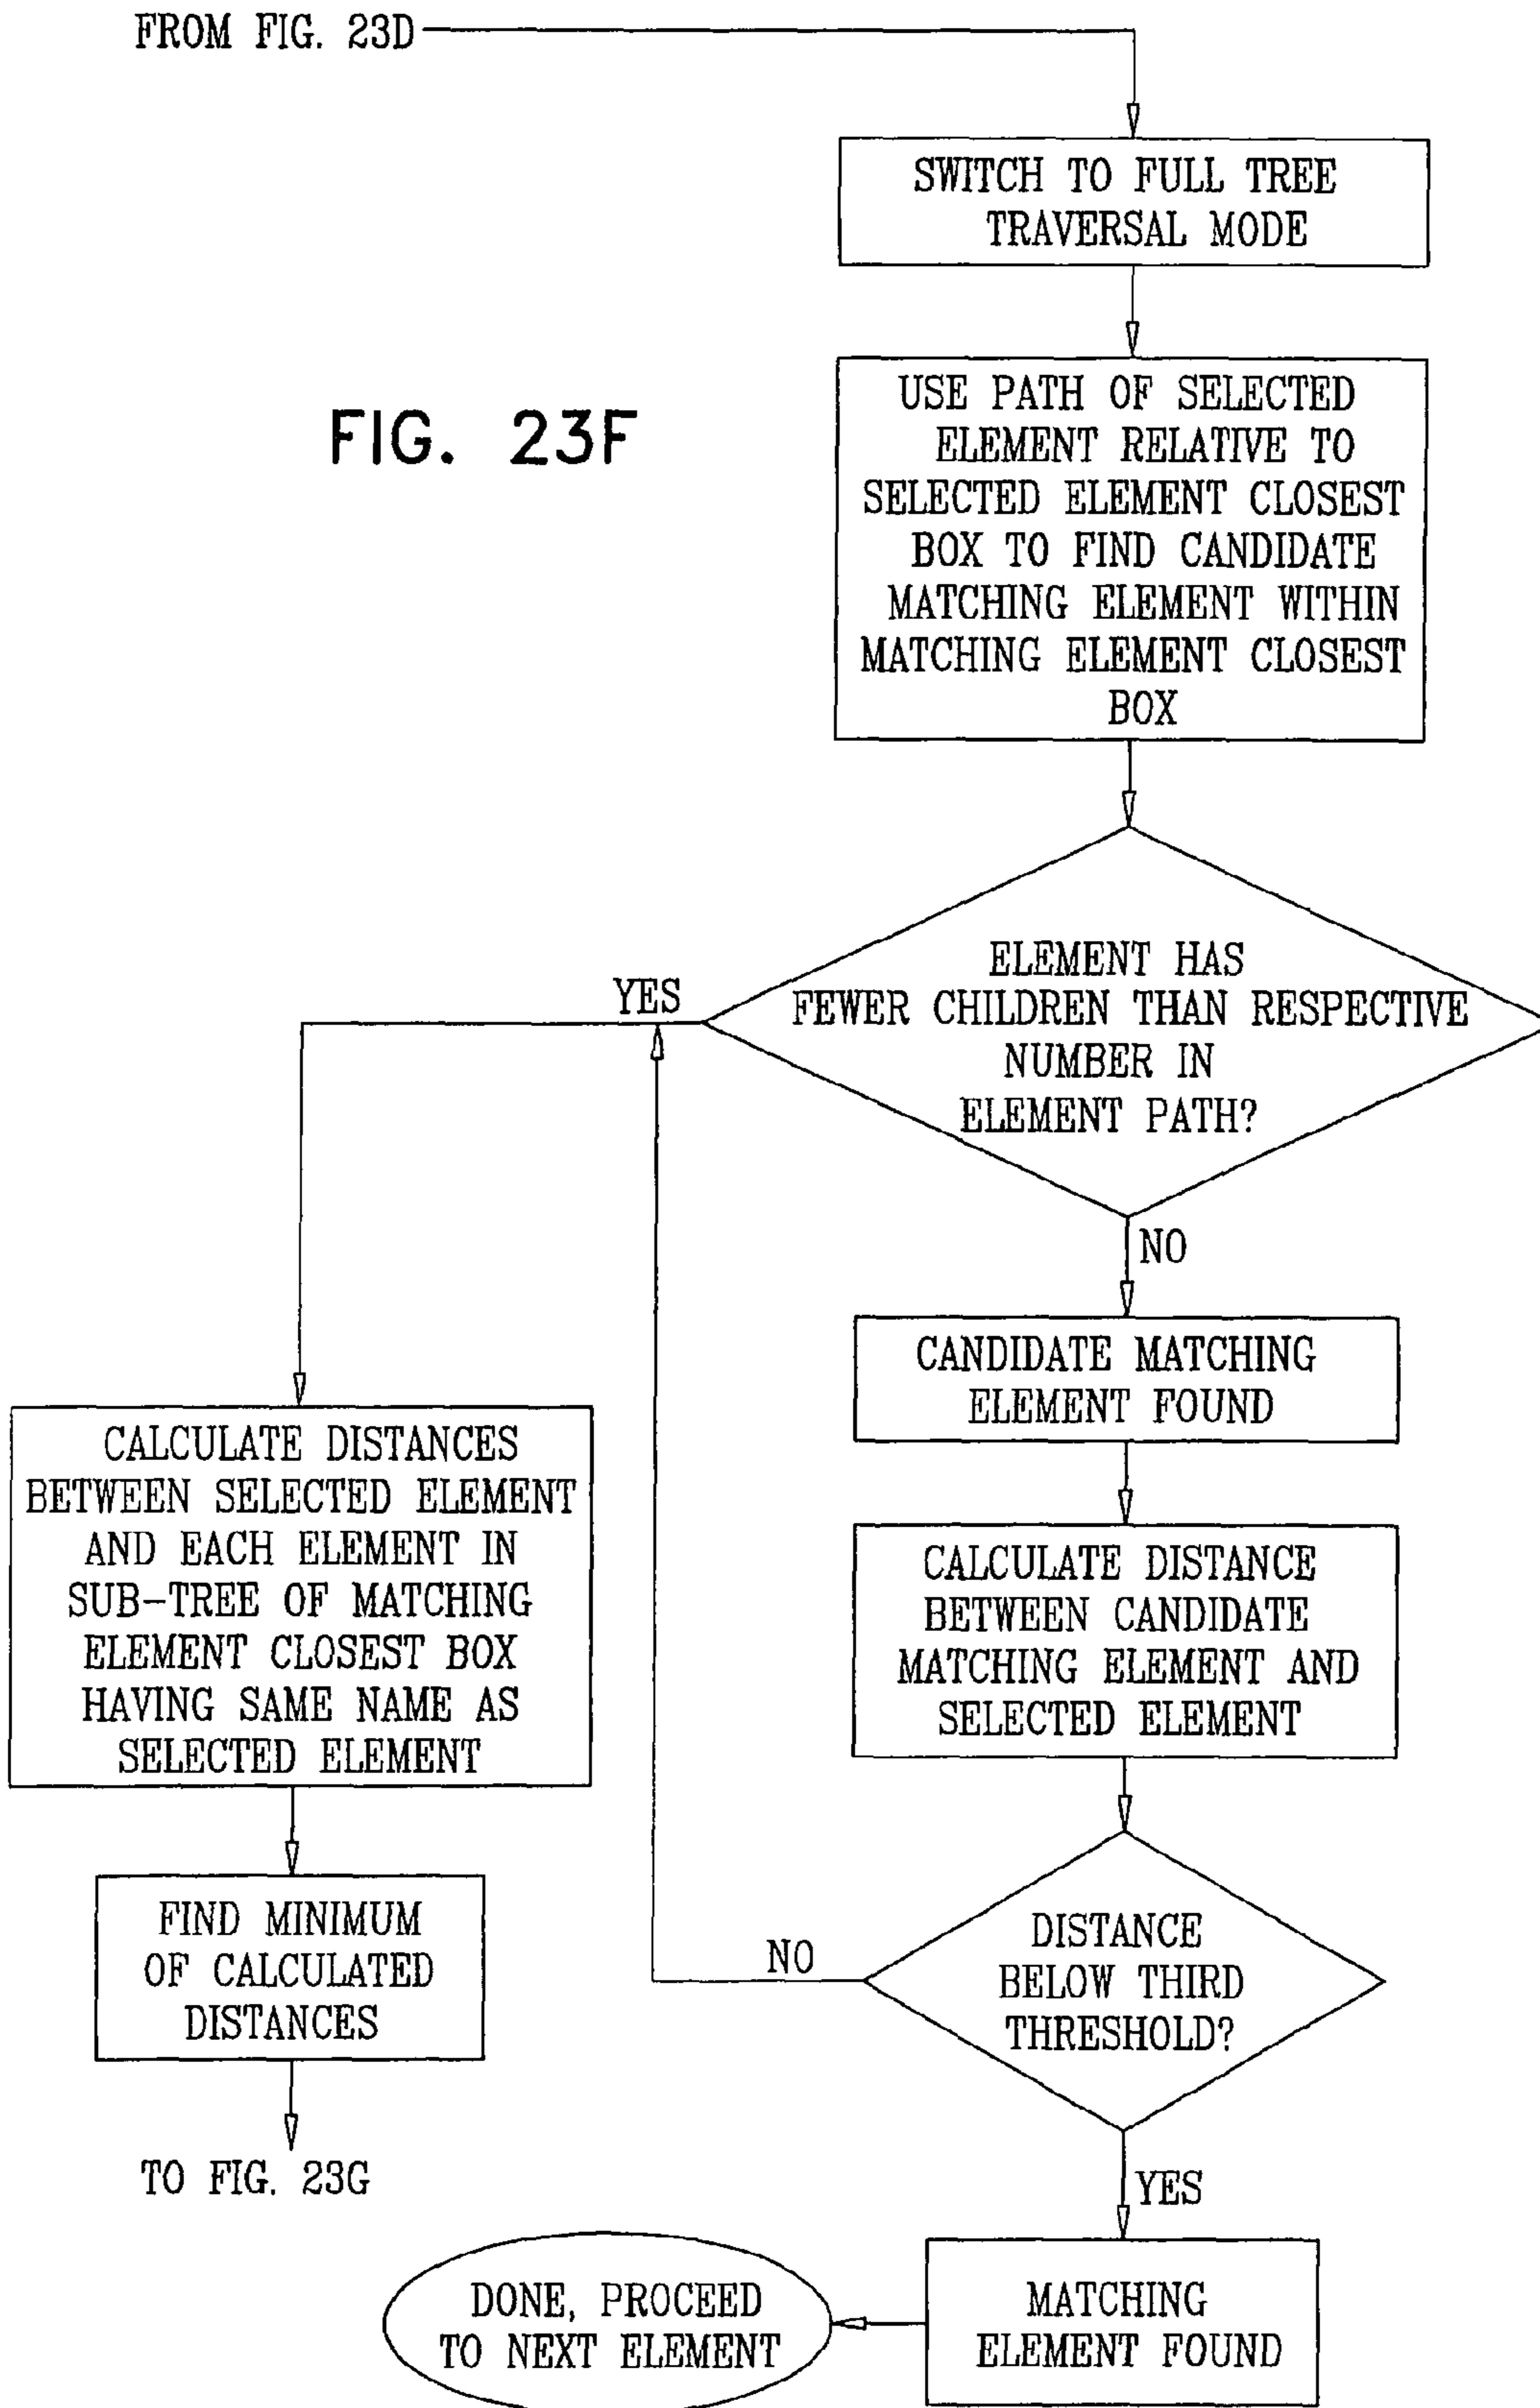 FROM FIG. 23D
SWITCH TO FULL TREE
TRAVERSAL MODE
FIG. 23F
USE PATH OF SELECTED
ELEMENT RELATIVE TO
SELECTED ELEMENT CLOSEST
BOX TO FIND CANDIDATE
MATCHING ELEMENT WITHIN
MATCHING ELEMENT CLOSEST
BOX
ELEMENT HAS
FEWER CHILDREN THAN RESPECTIVE
NUMBER IN
ELEMENT PATH?
YES
NO
CANDIDATE MATCHING
ELEMENT FOUND
CALCULATE DISTANCES
BETWEEN SELECTED ELEMENT
AND EACH ELEMENT IN
SUB-TREE OF MATCHING
ELEMENT CLOSEST BOX
HAVING SAME NAME AS
SELECTED ELEMENT
CALCULATE DISTANCE
BETWEEN CANDIDATE
MATCHING ELEMENT AND
SELECTED ELEMENT
FIND MINIMUM
OF CALCULATED
DISTANCES
DISTANCE
BELOW THIRD
THRESHOLD?
NO
TO FIG. 23G
YES
MATCHING
ELEMENT FOUND
DONE, PROCEED
TO NEXT ELEMENT